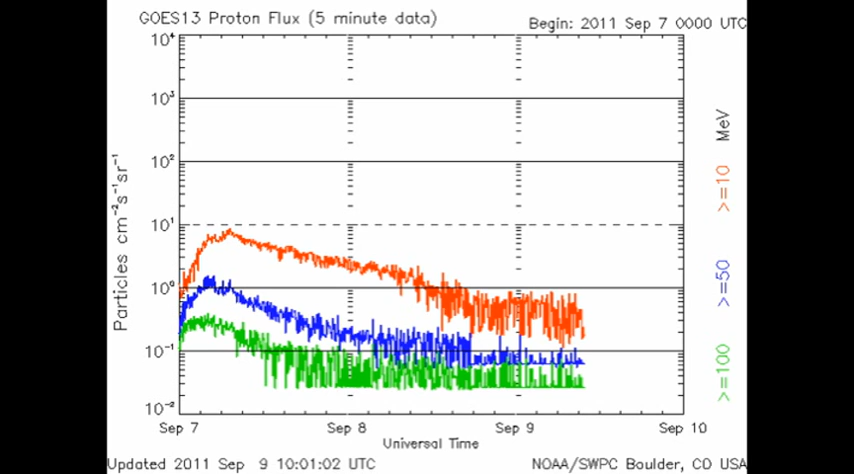 GOES13 Proton Flux (5 minute data)
Begin: 2011 Sep 7 0000 UTC
10⁴
10³
10²
10¹
10⁰
10⁻¹
10⁻²
Particles cm⁻²s⁻¹sr⁻¹
Sep 7
Sep 8
Sep 9
Sep 10
Universal Time
MeV
>=10
>=50
>=100
Updated 2011 Sep 9 10:01:02 UTC
NOAA/SWPC Boulder, CO USA